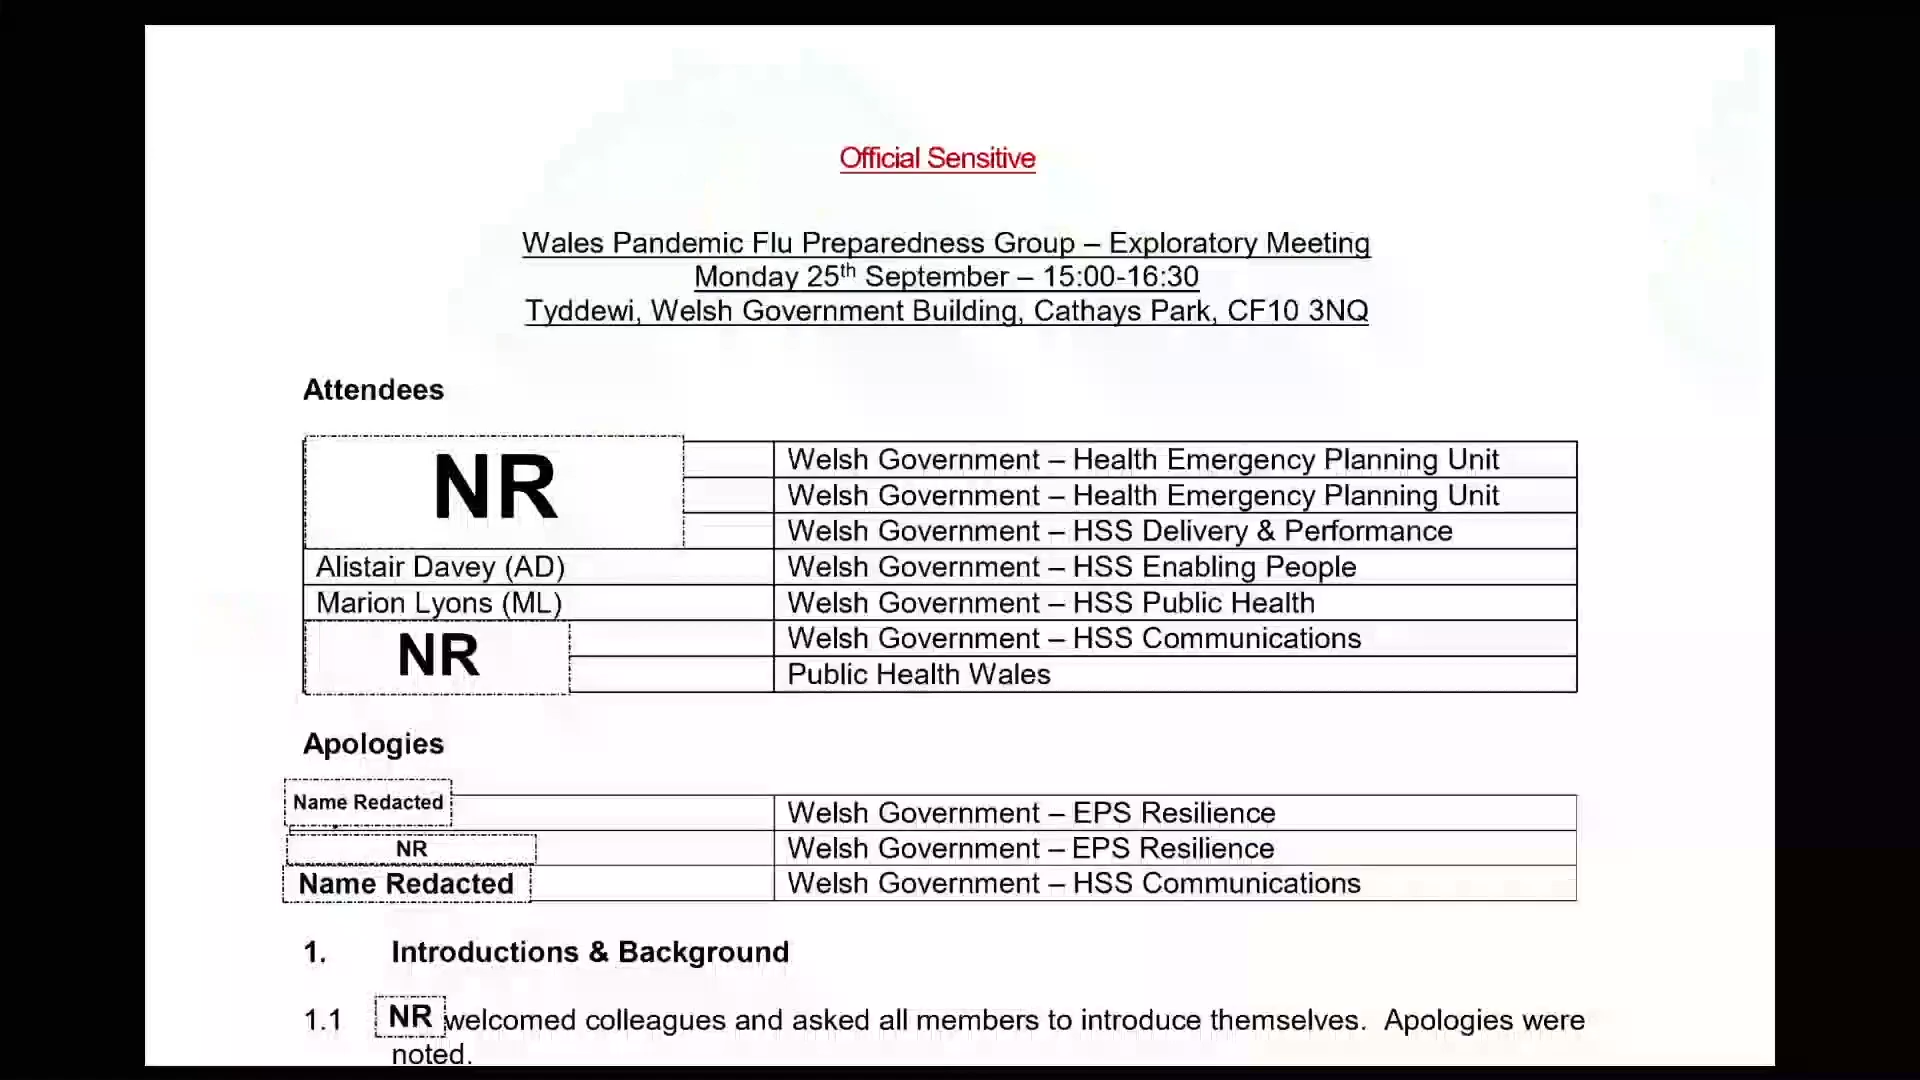 Official Sensitive
Wales Pandemic Flu Preparedness Group – Exploratory Meeting
Monday 25th September – 15:00-16:30
Tyddewi, Welsh Government Building, Cathays Park, CF10 3NQ
Attendees
NR
Welsh Government – Health Emergency Planning Unit
Welsh Government – Health Emergency Planning Unit
Welsh Government – HSS Delivery & Performance
Alistair Davey (AD) Welsh Government – HSS Enabling People
Marion Lyons (ML) Welsh Government – HSS Public Health
NR
Welsh Government – HSS Communications
Public Health Wales
Apologies
Name Redacted Welsh Government – EPS Resilience
NR Welsh Government – EPS Resilience
Name Redacted Welsh Government – HSS Communications
1. Introductions & Background
1.1 NR welcomed colleagues and asked all members to introduce themselves. Apologies were
noted.